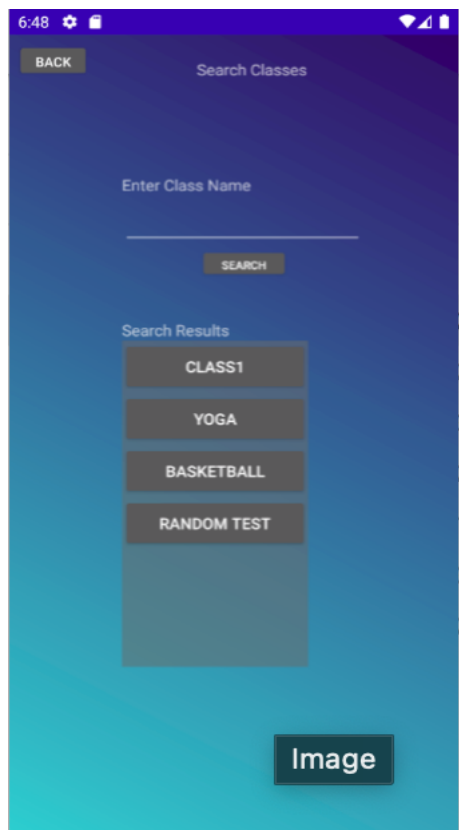 6:48
BACK
Search Classes
Enter Class Name
SEARCH
Search Results
CLASS1
YOGA
BASKETBALL
RANDOM TEST
Image